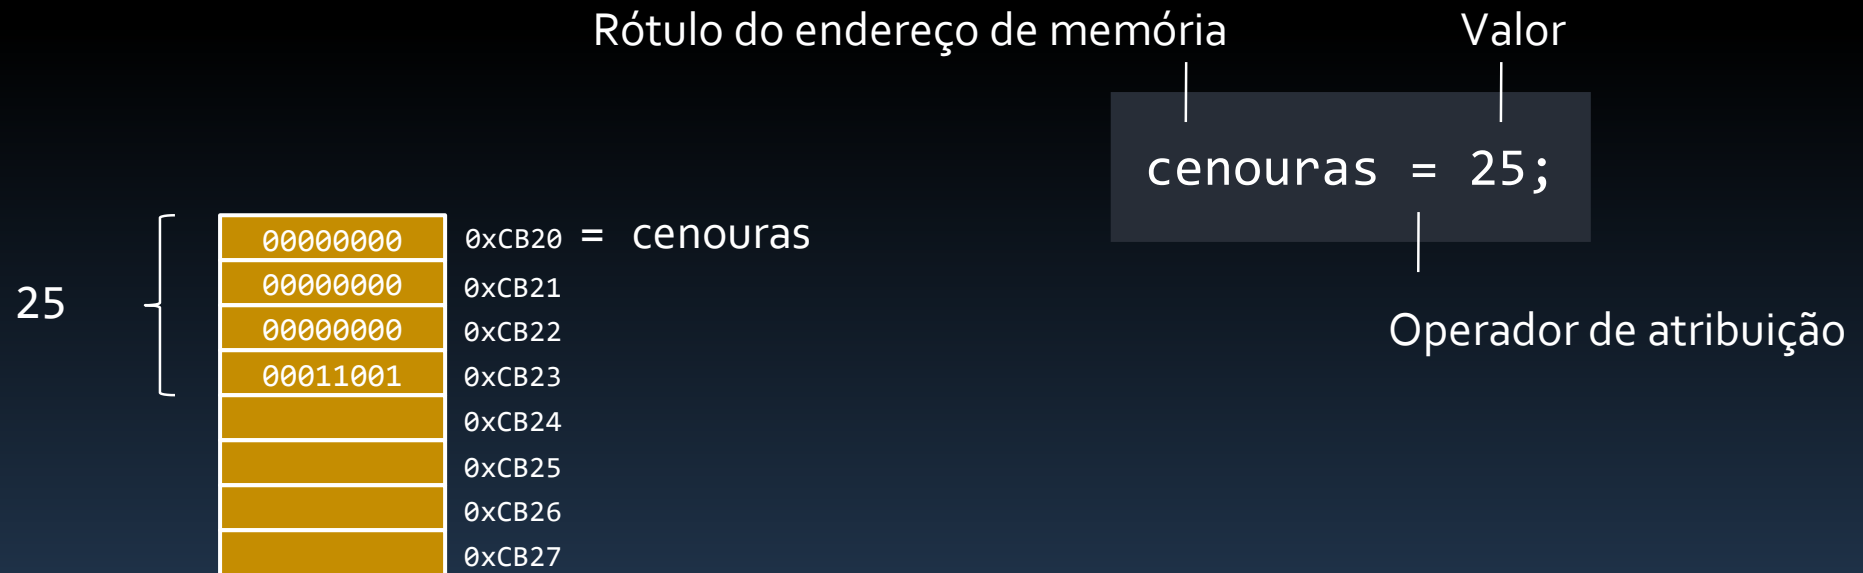 Rótulo do endereço de memória
Valor
cenouras = 25;
Operador de atribuição
25
00000000 0xCB20 = cenouras
00000000 0xCB21
00000000 0xCB22
00011001 0xCB23
0xCB24
0xCB25
0xCB26
0xCB27